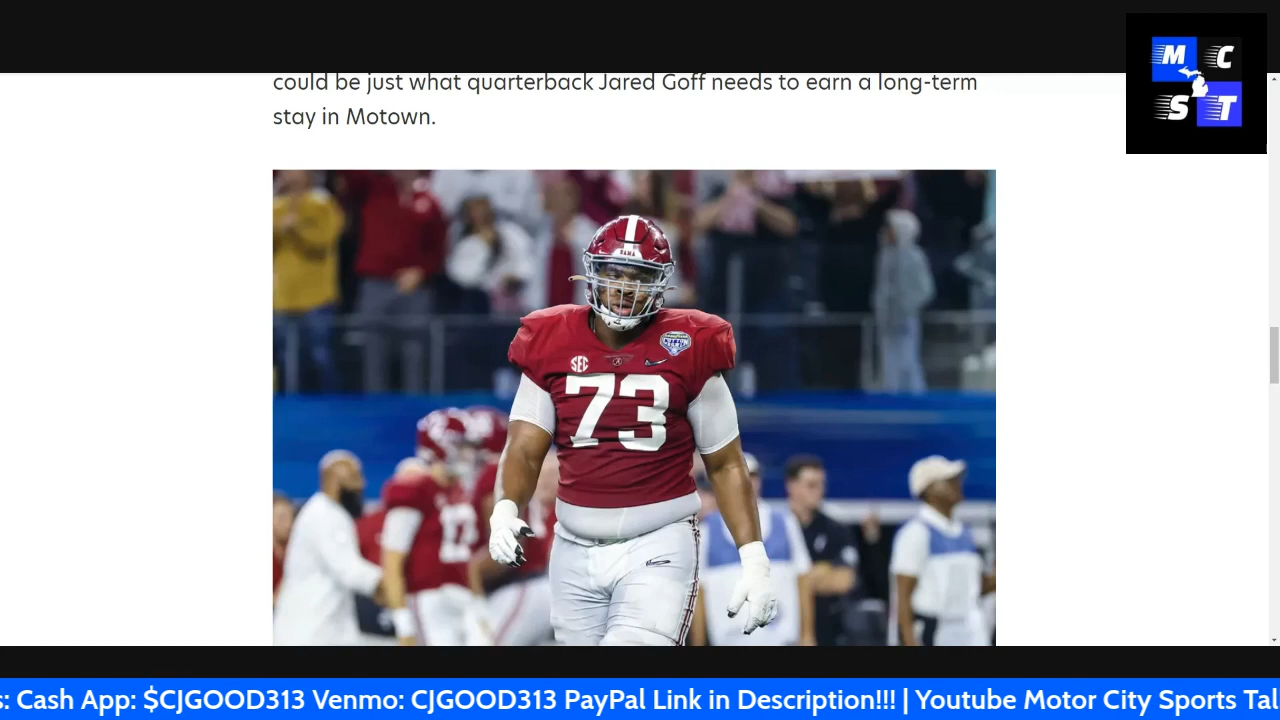 could be just what quarterback Jared Goff needs to earn a long-term
stay in Motown.
M C
S T
BAMA
SEC
73
s: Cash App: $CJGOOD313 Venmo: CJGOOD313 PayPal Link in Description!!! | Youtube Motor City Sports Tal